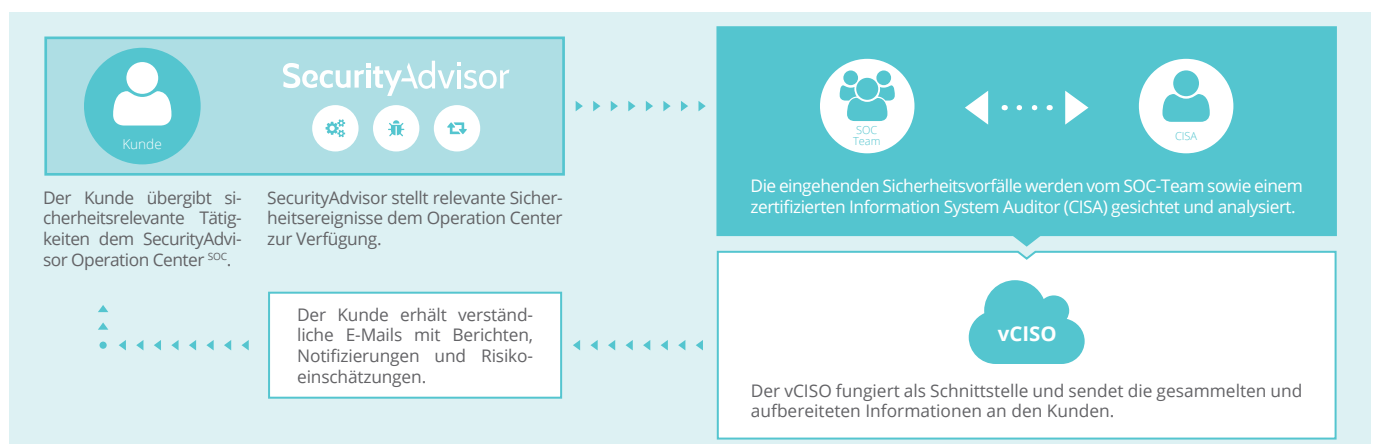 Kunde
SecurityAdvisor
Der Kunde übergibt si-
cherheitsrelevante Tätig-
keiten dem SecurityAdvi-
sor Operation Center SOC.
SecurityAdvisor stellt relevante Sicher-
heitsereignisse dem Operation Center
zur Verfügung.
SOC
Team
CISA
Die eingehenden Sicherheitsvorfälle werden vom SOC-Team sowie einem
zertifizierten Information System Auditor (CISA) gesichtet und analysiert.
vCISO
Der vCISO fungiert als Schnittstelle und sendet die gesammelten und
aufbereiteten Informationen an den Kunden.
Der Kunde erhält verständ-
liche E-Mails mit Berichten,
Notifizierungen und Risiko-
einschätzungen.